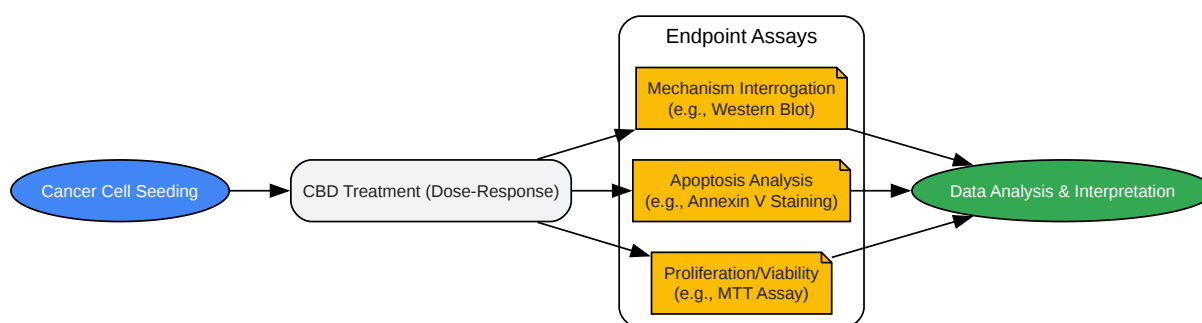 Endpoint Assays
Mechanism Interrogation
(e.g., Western Blot)
Cancer Cell Seeding
CBD Treatment (Dose-Response)
Apoptosis Analysis
(e.g., Annexin V Staining)
Data Analysis & Interpretation
Proliferation/Viability
(e.g., MTT Assay)